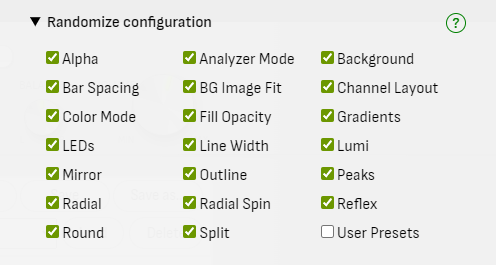 ▼ Randomize configuration ?
Alpha Analyzer Mode Background
Bar Spacing BG Image Fit Channel Layout
Color Mode Fill Opacity Gradients
LEDs Line Width Lumi
Mirror Outline Peaks
Radial Radial Spin Reflex
Round Split User Presets